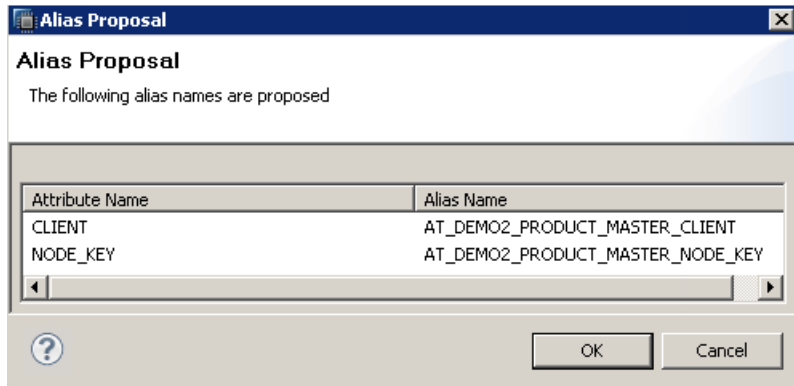 Alias Proposal
Alias Proposal
The following alias names are proposed
Attribute Name Alias Name
CLIENT AT_DEMO2_PRODUCT_MASTER_CLIENT
NODE_KEY AT_DEMO2_PRODUCT_MASTER_NODE_KEY
? OK Cancel